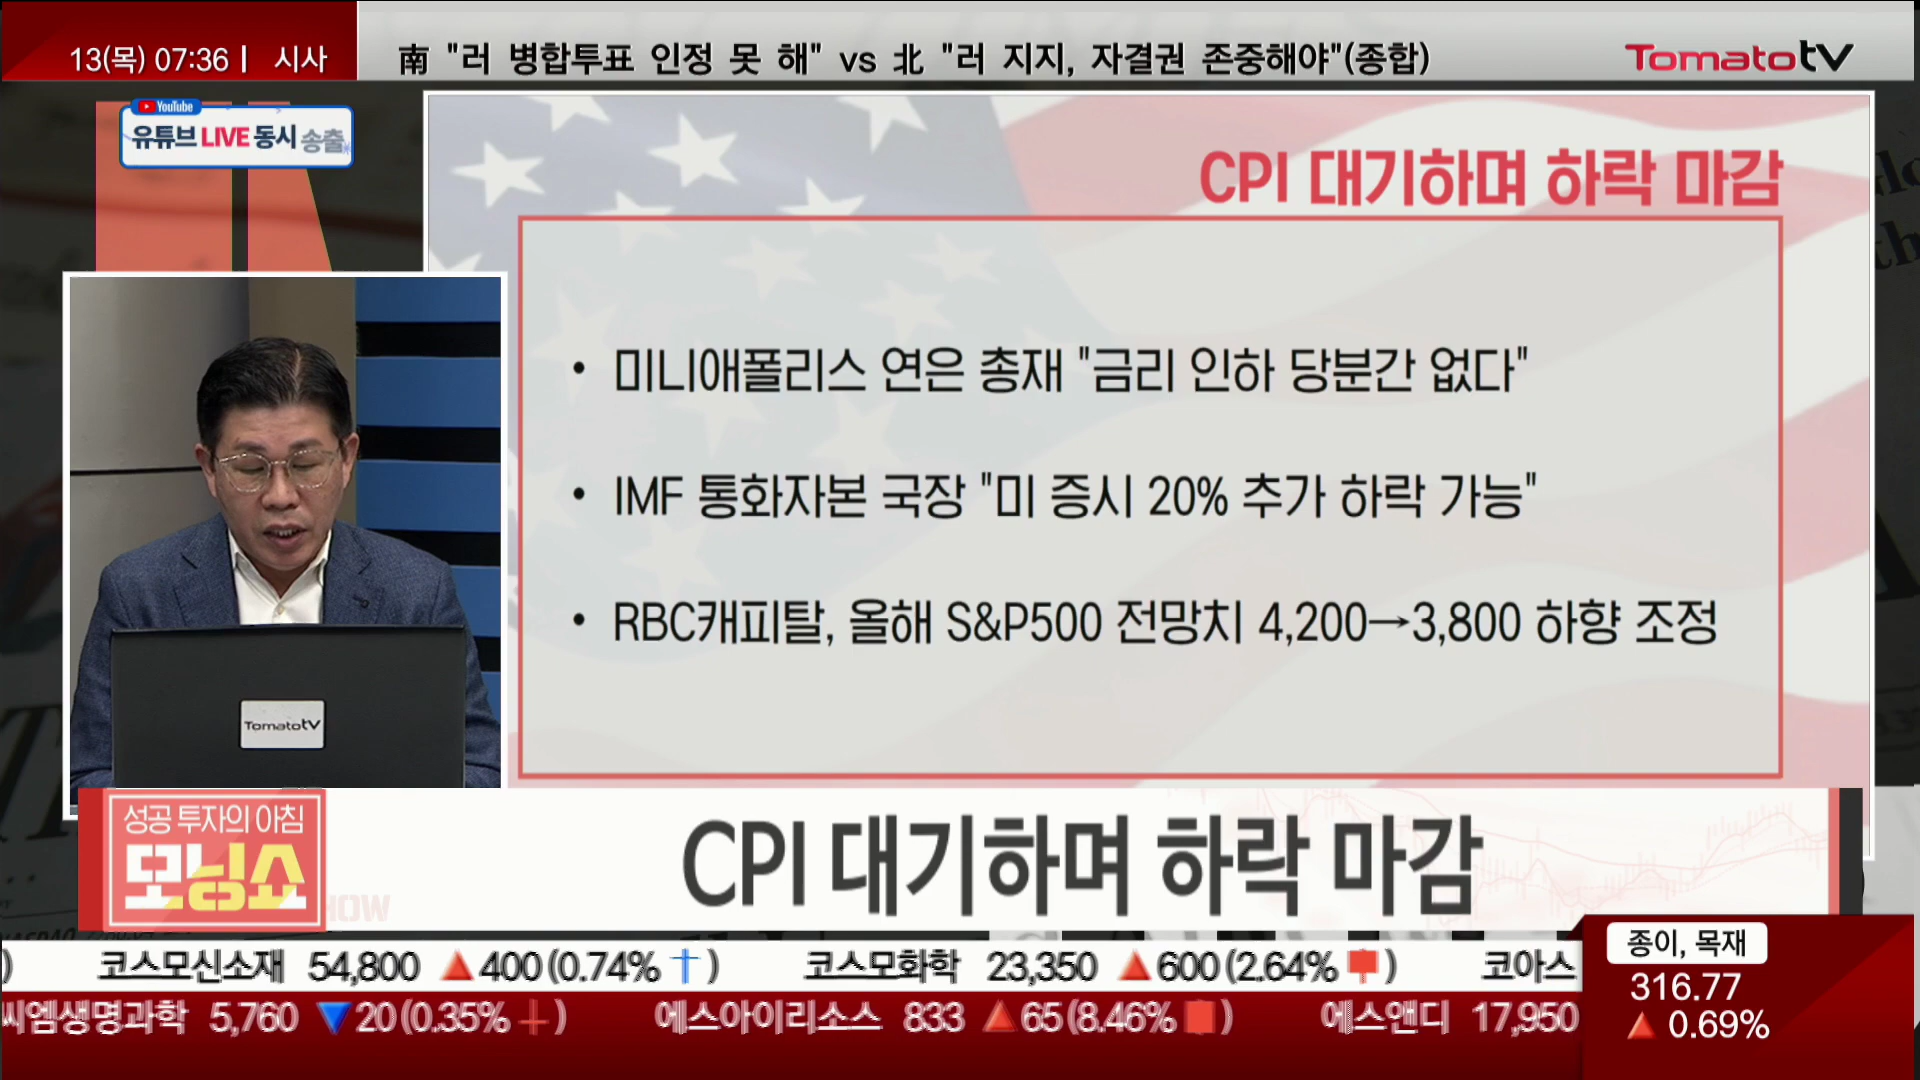 13(목) 07:36 | 시사
南 "러 병합투표 인정 못 해" vs 北 "러 지지, 자결권 존중해야"(종합)
Tomatotv
YouTube
유튜브 LIVE 동시 송출
CPI 대기하며 하락 마감
• 미니애폴리스 연은 총재 "금리 인하 당분간 없다"
• IMF 통화자본 국장 "미 증시 20% 추가 하락 가능"
• RBC캐피탈, 올해 S&P500 전망치 4,200→3,800 하향 조정
Tomatotv
성공 투자의 아침
모닝쇼
CPI 대기하며 하락 마감
) 코스모신소재 54,800 ▲400(0.74% ) 코스모화학 23,350 ▲600(2.64% ) 코아스
씨엠생명과학 5,760 ▼20(0.35% ) 에스아이리소스 833 ▲65(8.46% ) 에스앤디 17,950
종이, 목재
316.77
▲ 0.69%